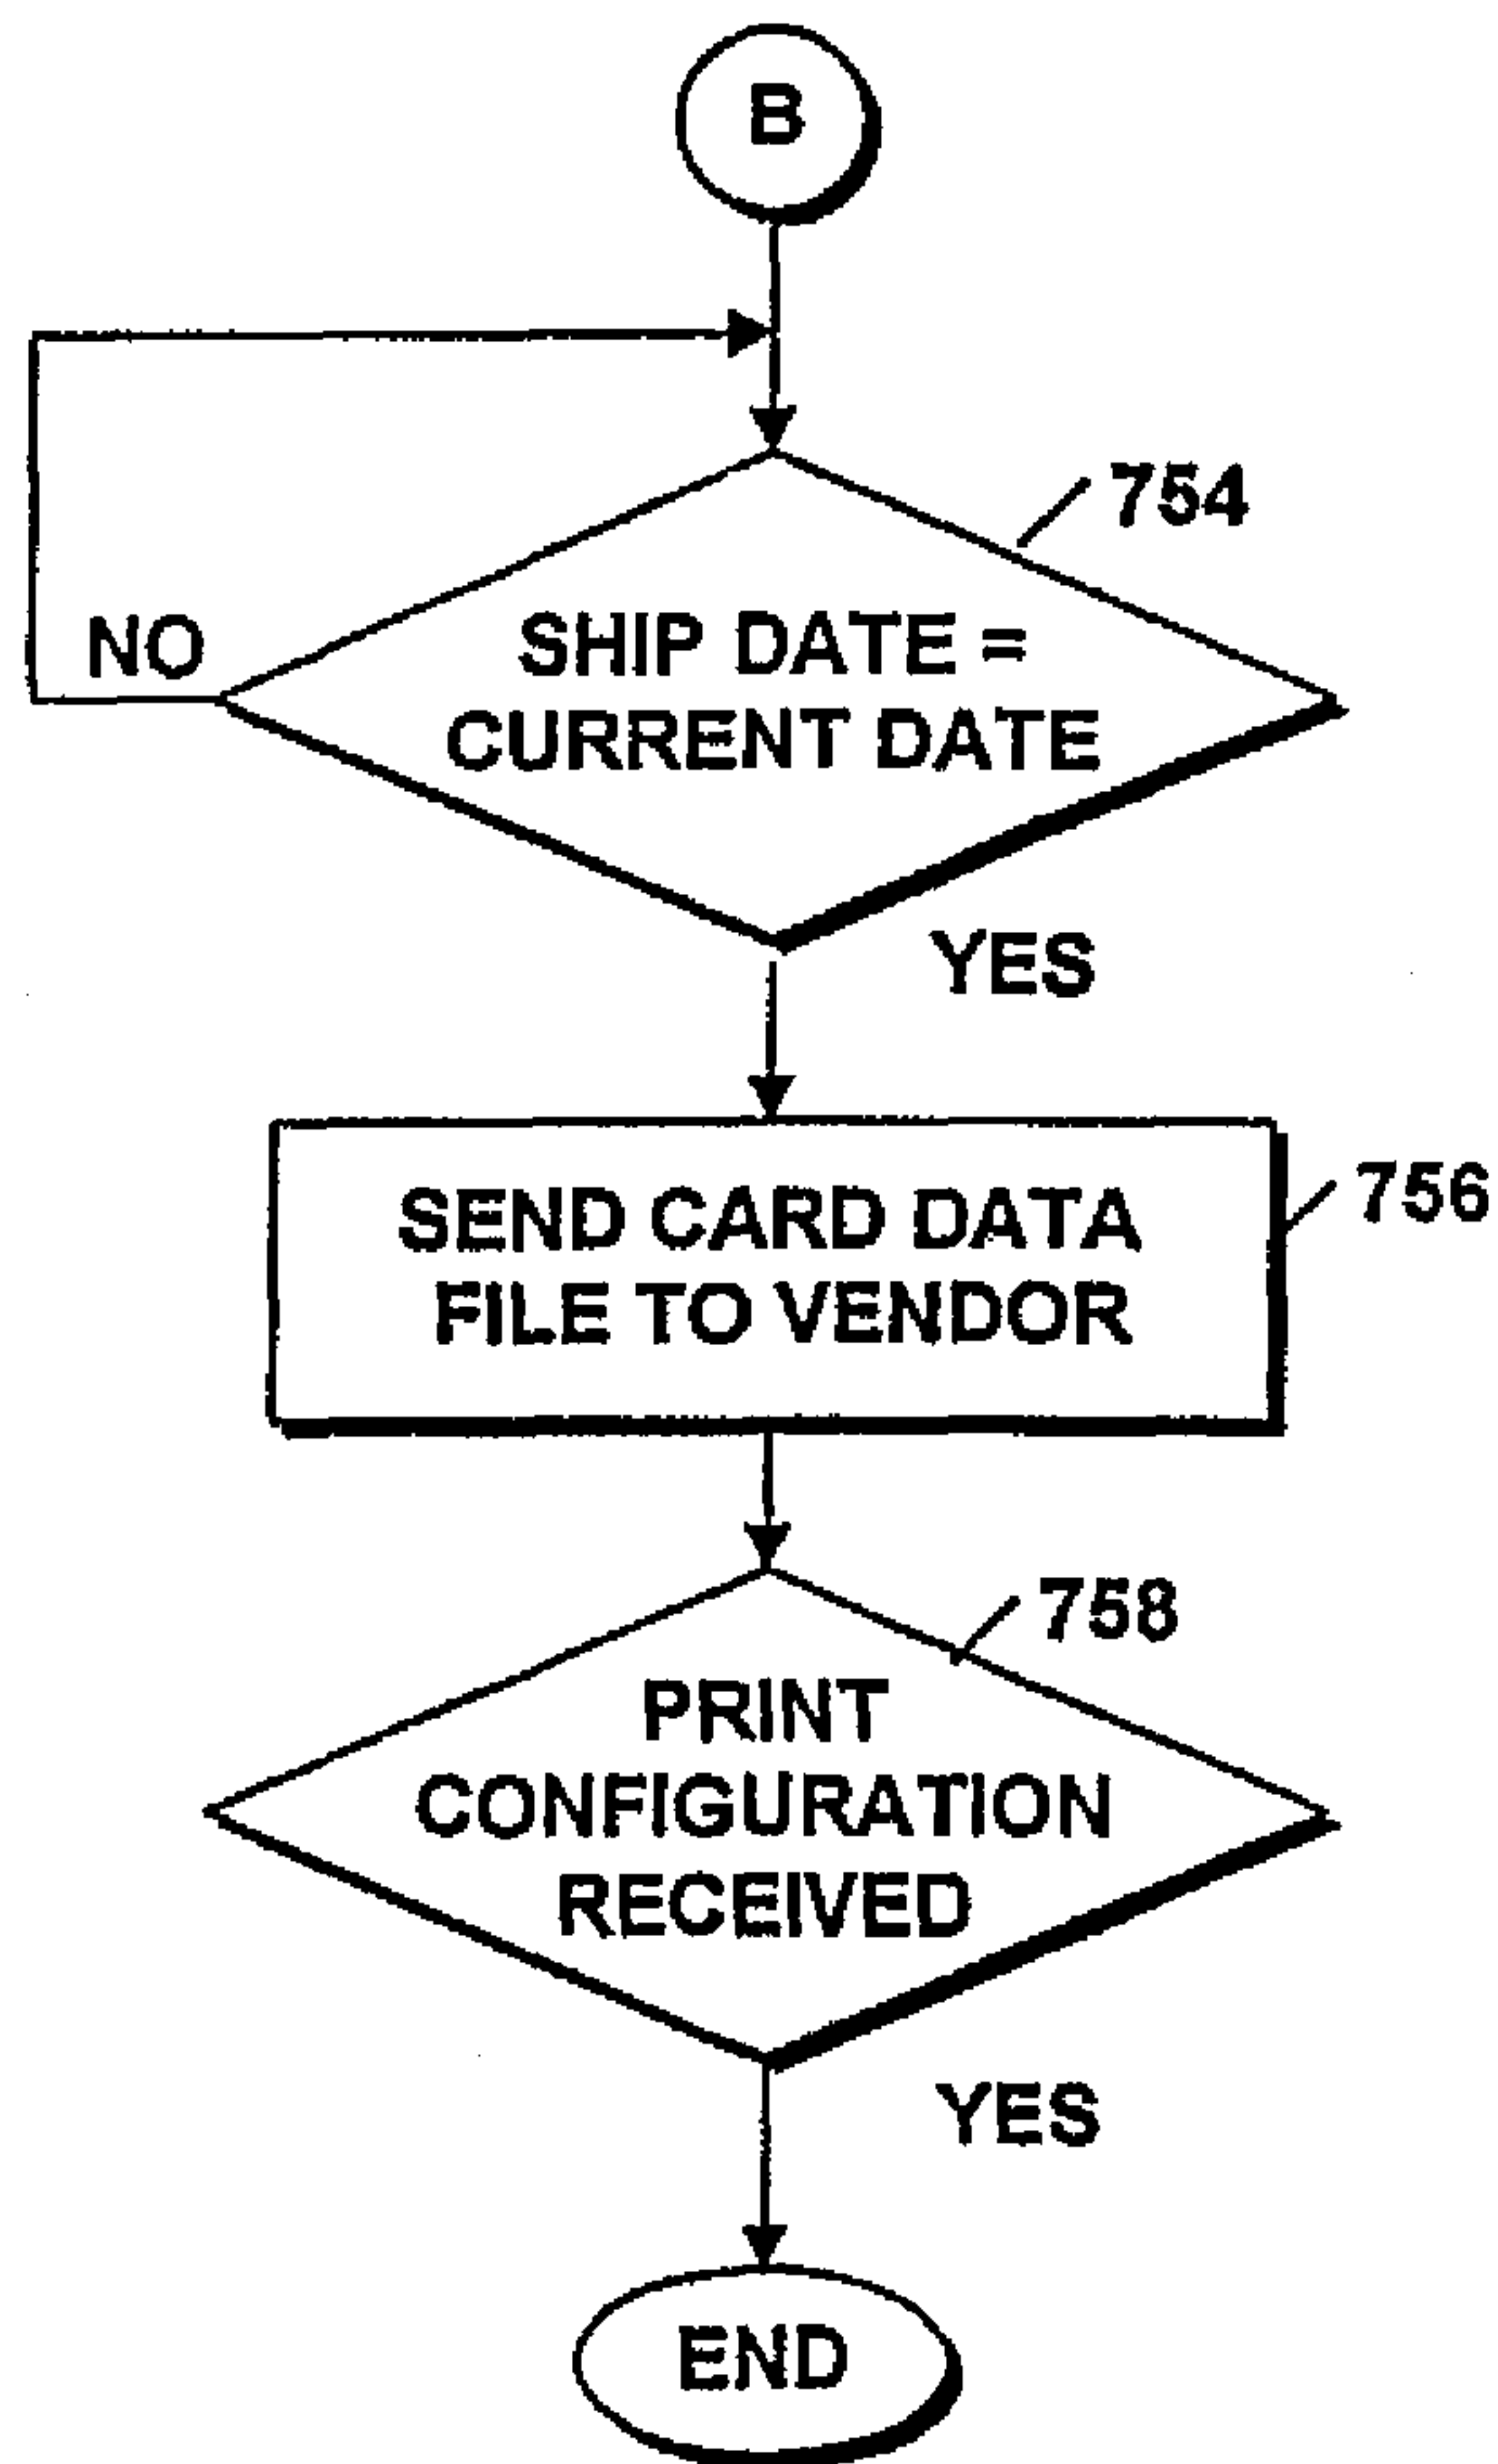 B
754
NO
SHIP DATE =
CURRENT DATE
YES
SEND CARD DATA
FILE TO VENDOR
756
758
PRINT
CONFIGURATION
RECEIVED
YES
END